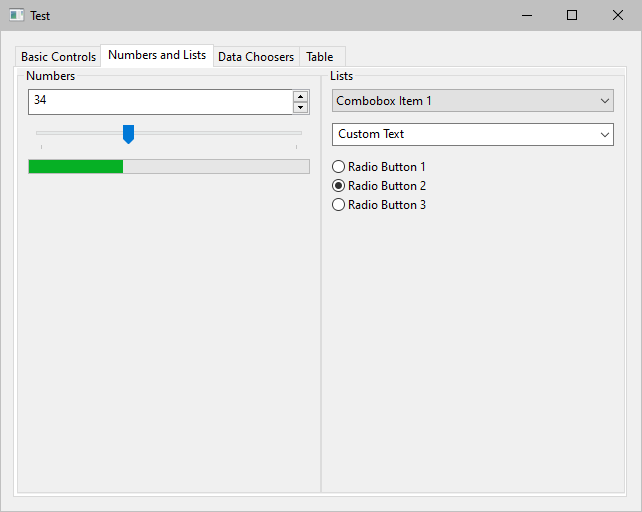 Test
Basic Controls
Numbers and Lists
Data Choosers
Table
Numbers
34
Lists
Combobox Item 1
Custom Text
Radio Button 1
Radio Button 2
Radio Button 3